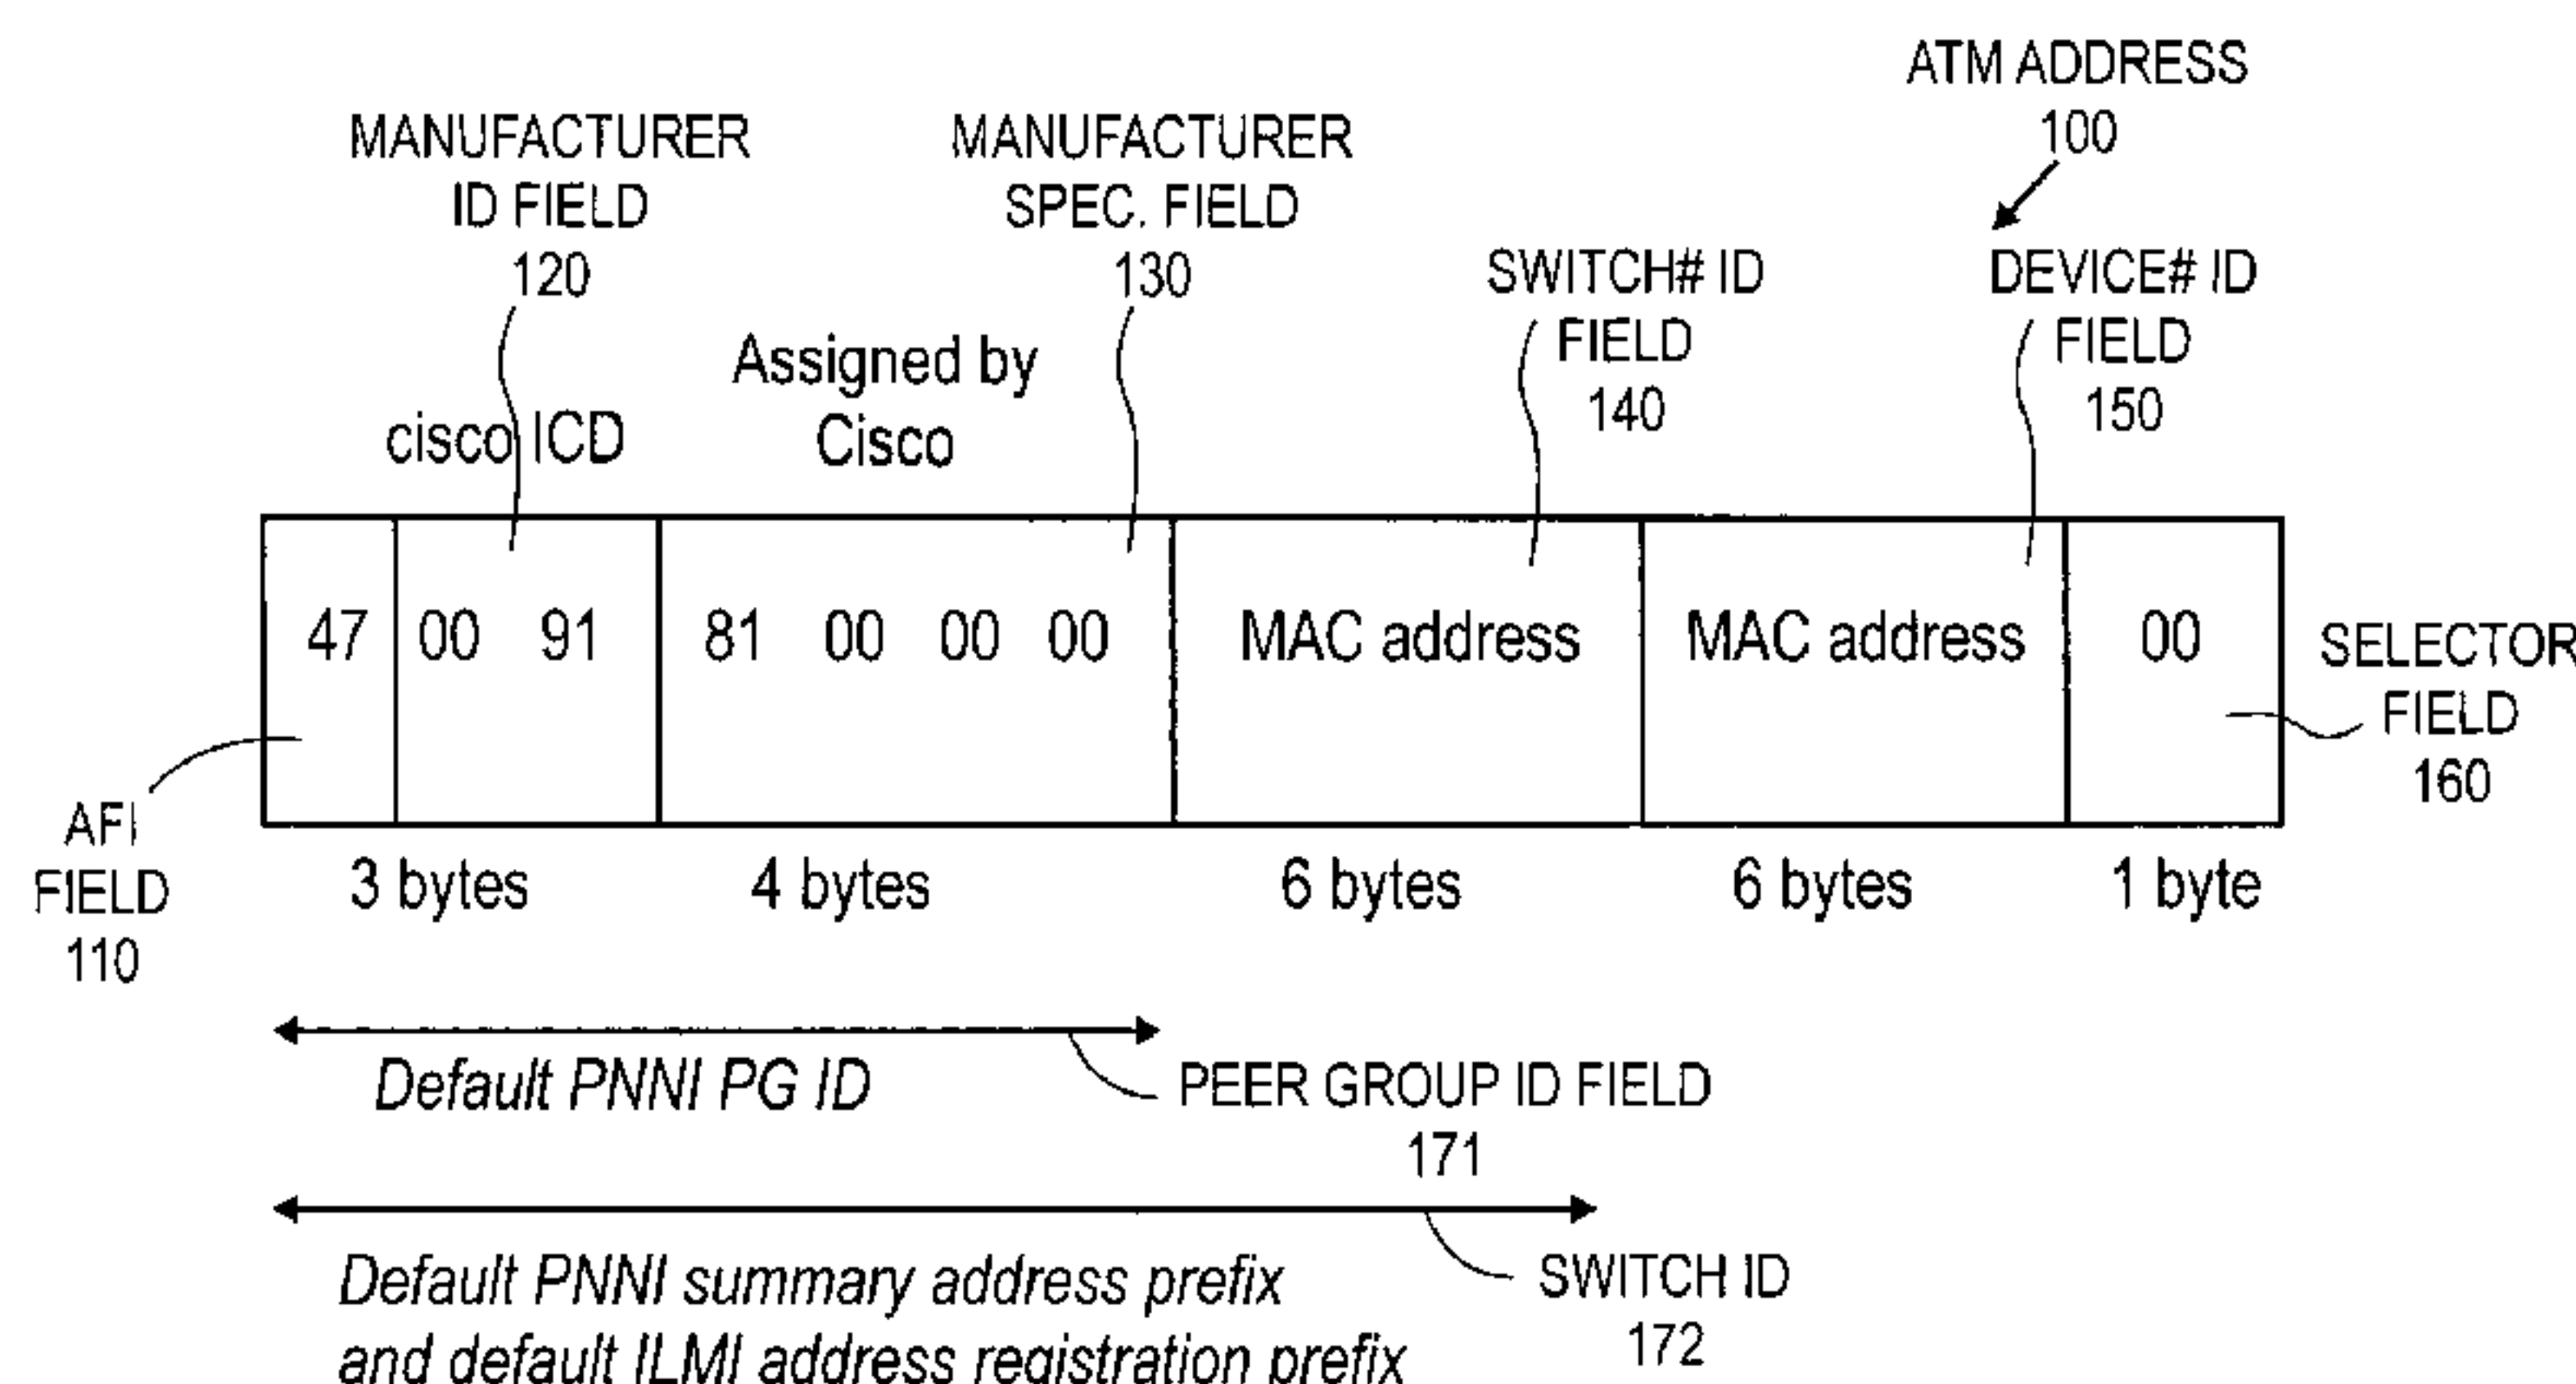 ATM ADDRESS
100
MANUFACTURER
ID FIELD
120
MANUFACTURER
SPEC. FIELD
130
SWITCH# ID
FIELD
140
DEVICE# ID
FIELD
150
cisco ICD
Assigned by
Cisco
47 00 91 81 00 00 00 MAC address MAC address 00
SELECTOR
FIELD
160
AFI
FIELD
110
3 bytes 4 bytes 6 bytes 6 bytes 1 byte
Default PNNI PG ID
PEER GROUP ID FIELD
171
Default PNNI summary address prefix
and default ILMI address registration prefix
SWITCH ID
172